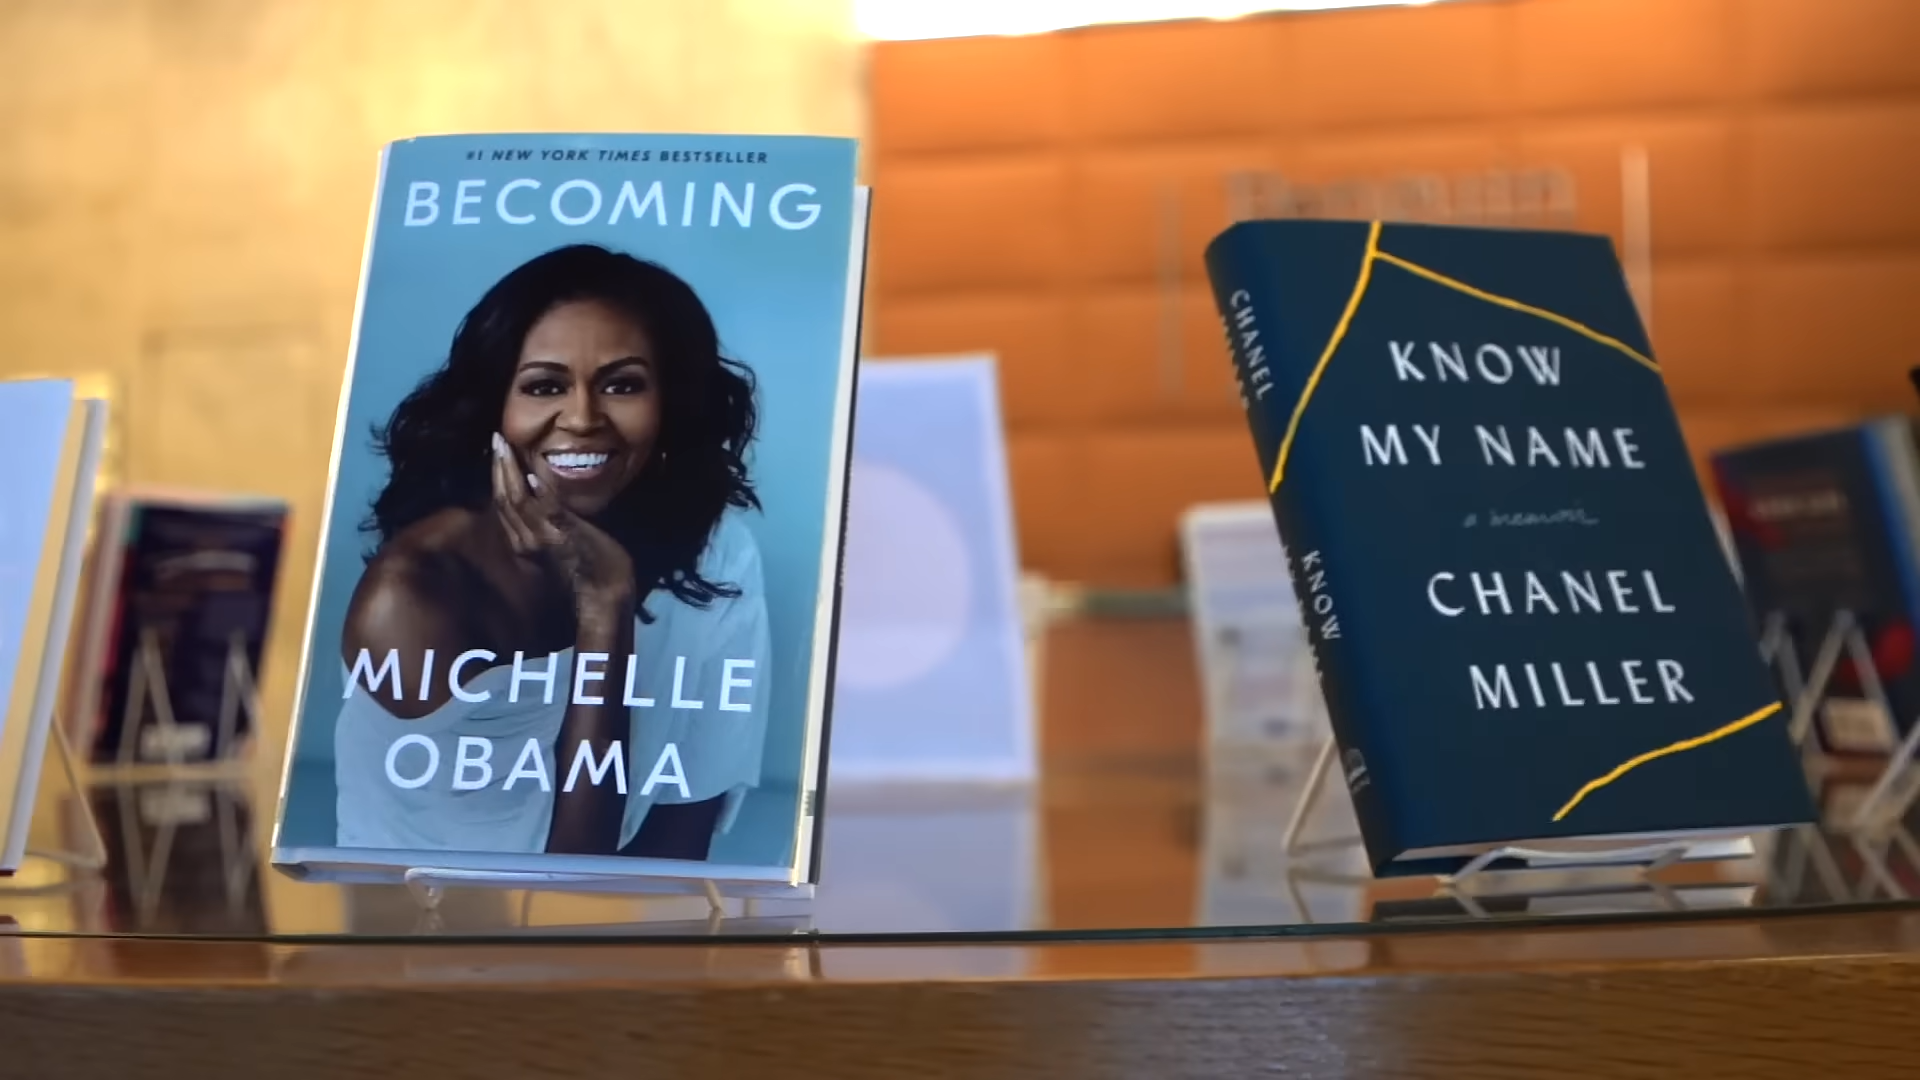 #1 NEW YORK TIMES BESTSELLER
BECOMING
MICHELLE
OBAMA
CHANEL
KNOW
KNOW
MY NAME
a memoir
CHANEL
MILLER